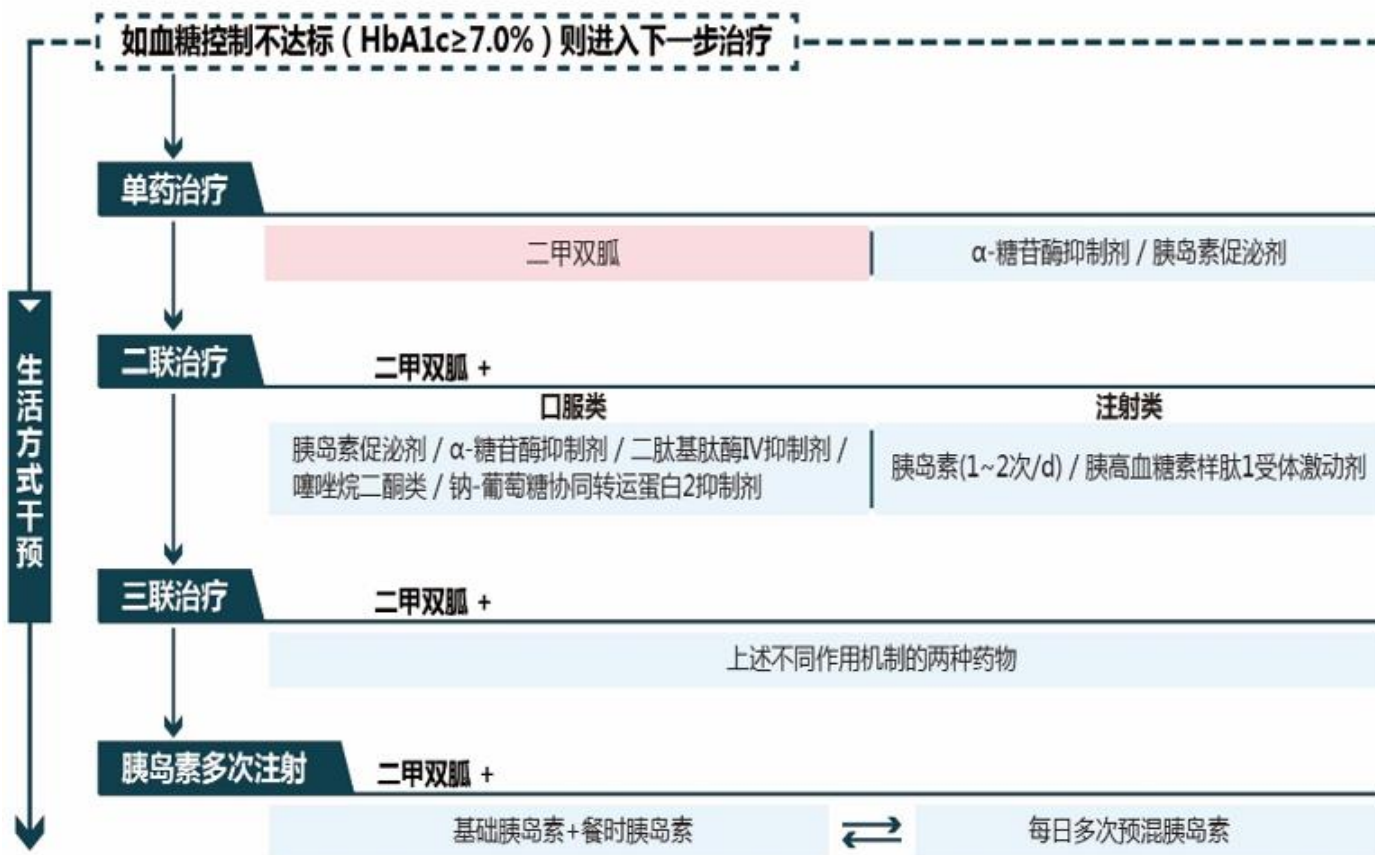 如血糖控制不达标（HbA1c≥7.0%）则进入下一步治疗
单药治疗
二甲双胍
α-糖苷酶抑制剂 / 胰岛素促泌剂
二联治疗
二甲双胍 +
口服类
注射类
胰岛素促泌剂 / α-糖苷酶抑制剂 / 二肽基肽酶Ⅳ抑制剂 /
噻唑烷二酮类 / 钠-葡萄糖协同转运蛋白2抑制剂
胰岛素(1~2次/d) / 胰高血糖素样肽1受体激动剂
三联治疗
二甲双胍 +
上述不同作用机制的两种药物
胰岛素多次注射
二甲双胍 +
基础胰岛素+餐时胰岛素
每日多次预混胰岛素
生活方式干预